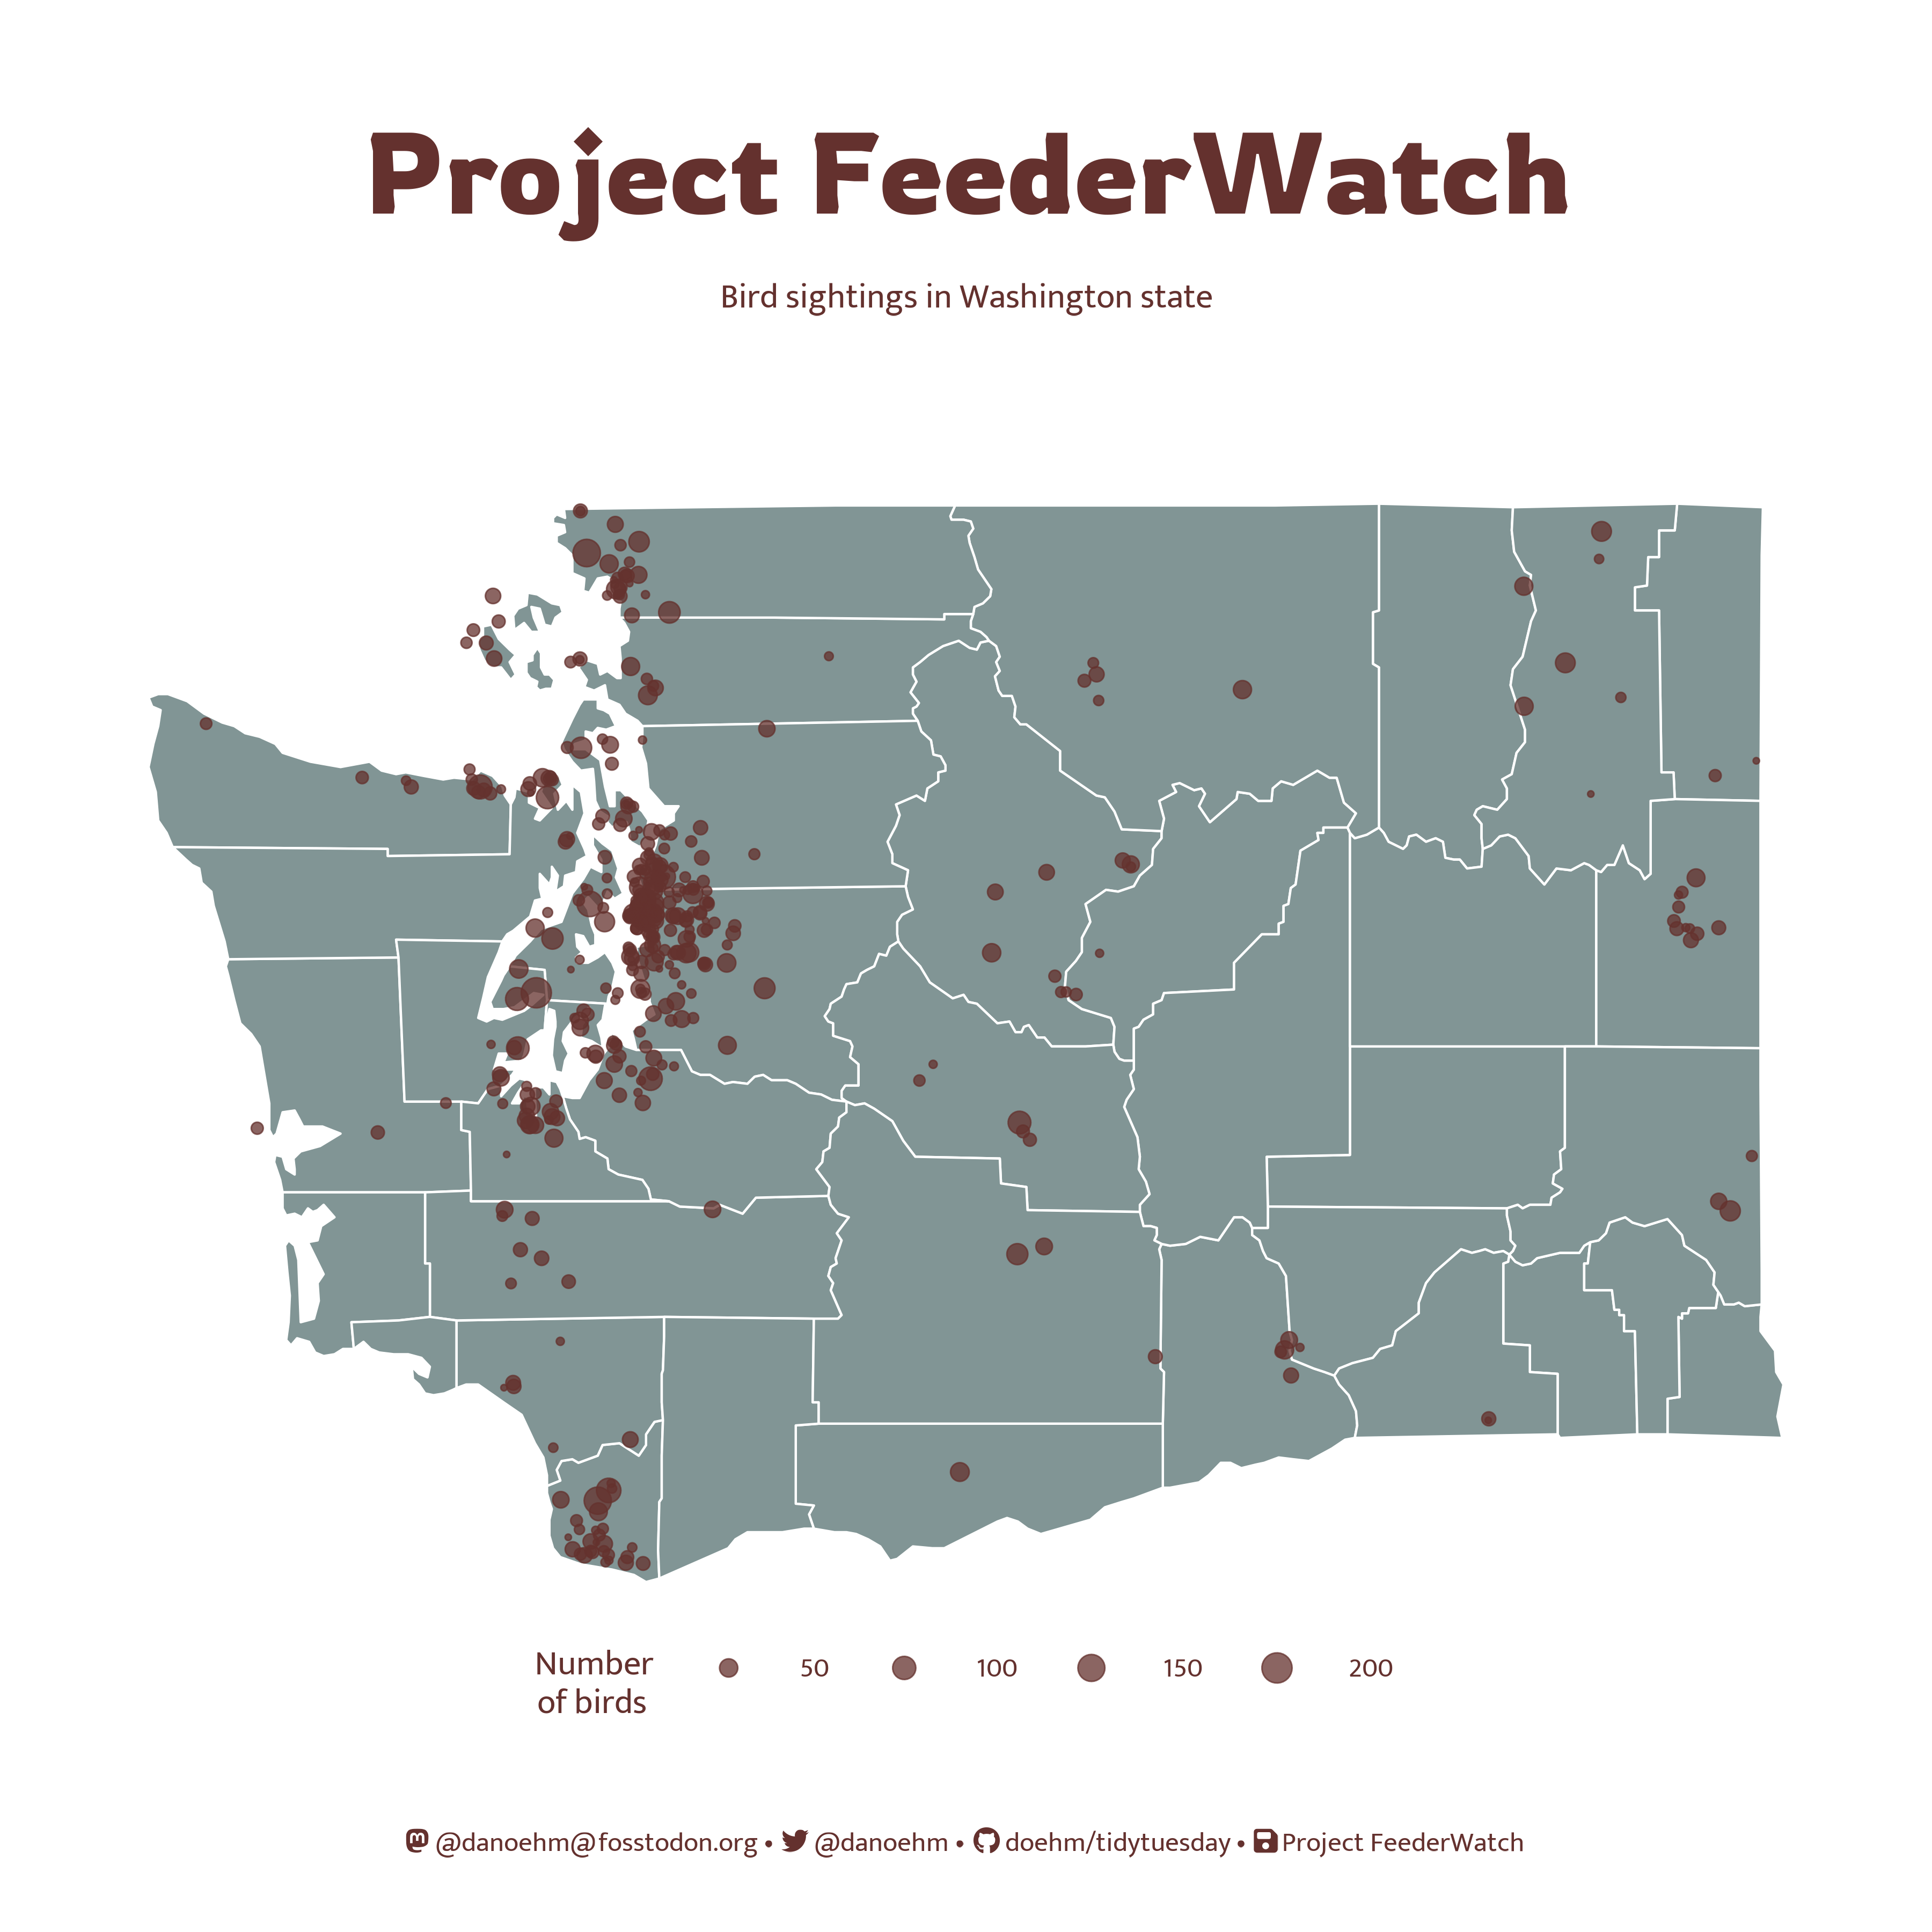 Project FeederWatch
Bird sightings in Washington state
Number
of birds
50 100 150 200
@danoehm@fosstodon.org • @danoehm • doehm/tidytuesday • Project FeederWatch